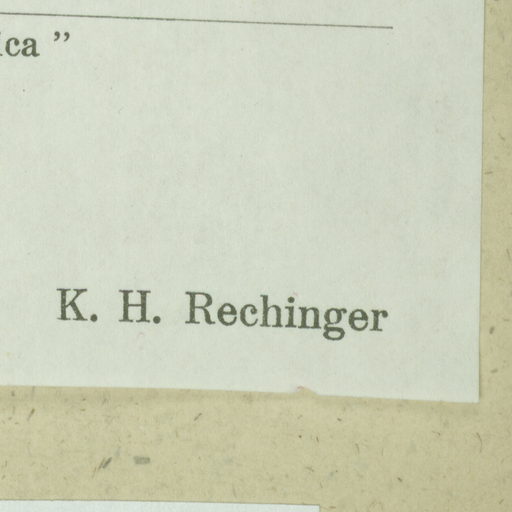 ica ”
K. H. Rechinger